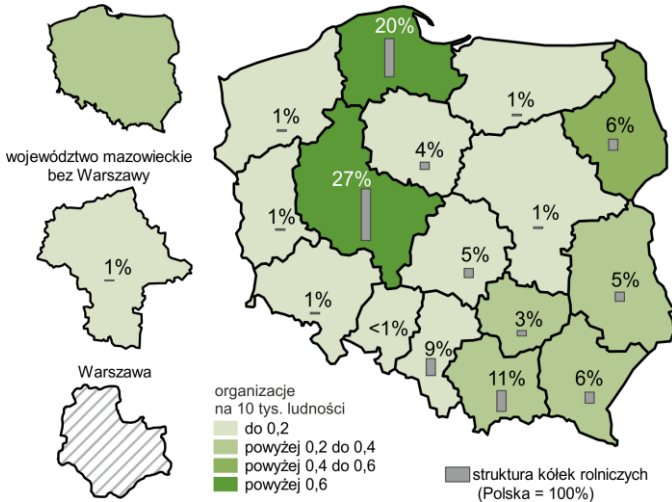 województwo mazowieckie
bez Warszawy
1%
Warszawa
20%
1%
1%
6%
4%
27%
1%
1%
5%
5%
1%
<1%
3%
9%
11%
6%
organizacje
na 10 tys. ludności
do 0,2
powyżej 0,2 do 0,4
powyżej 0,4 do 0,6
powyżej 0,6
struktura kółek rolniczych
(Polska = 100%)